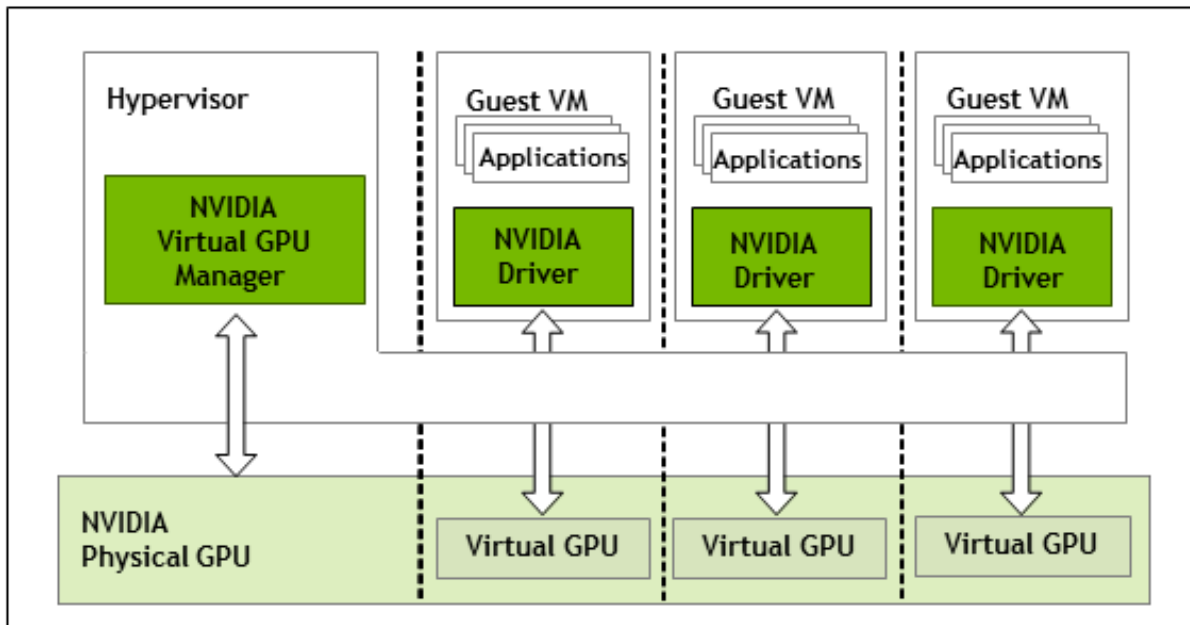 Hypervisor
NVIDIA
Virtual GPU
Manager
Guest VM
Applications
NVIDIA
Driver
Guest VM
Applications
NVIDIA
Driver
Guest VM
Applications
NVIDIA
Driver
NVIDIA
Physical GPU
Virtual GPU
Virtual GPU
Virtual GPU